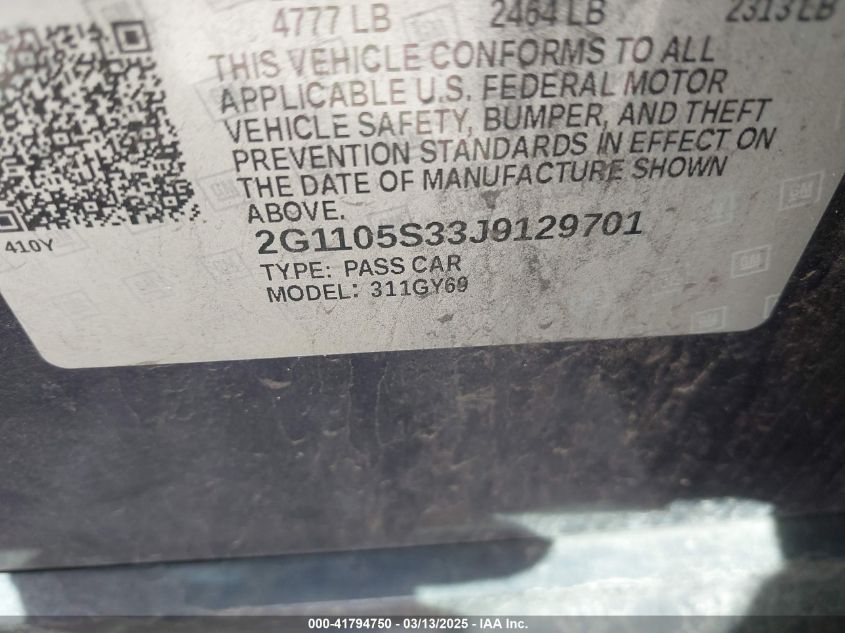 4777 LB 2464 LB 2313 LB
THIS VEHICLE CONFORMS TO ALL
APPLICABLE U.S. FEDERAL MOTOR
VEHICLE SAFETY, BUMPER, AND THEFT
PREVENTION STANDARDS IN EFFECT ON
THE DATE OF MANUFACTURE SHOWN
ABOVE.
410Y
2G1105S33J9129701
TYPE: PASS CAR
MODEL: 311GY69
000-41794750 — 03/13/2025 — IAA Inc.